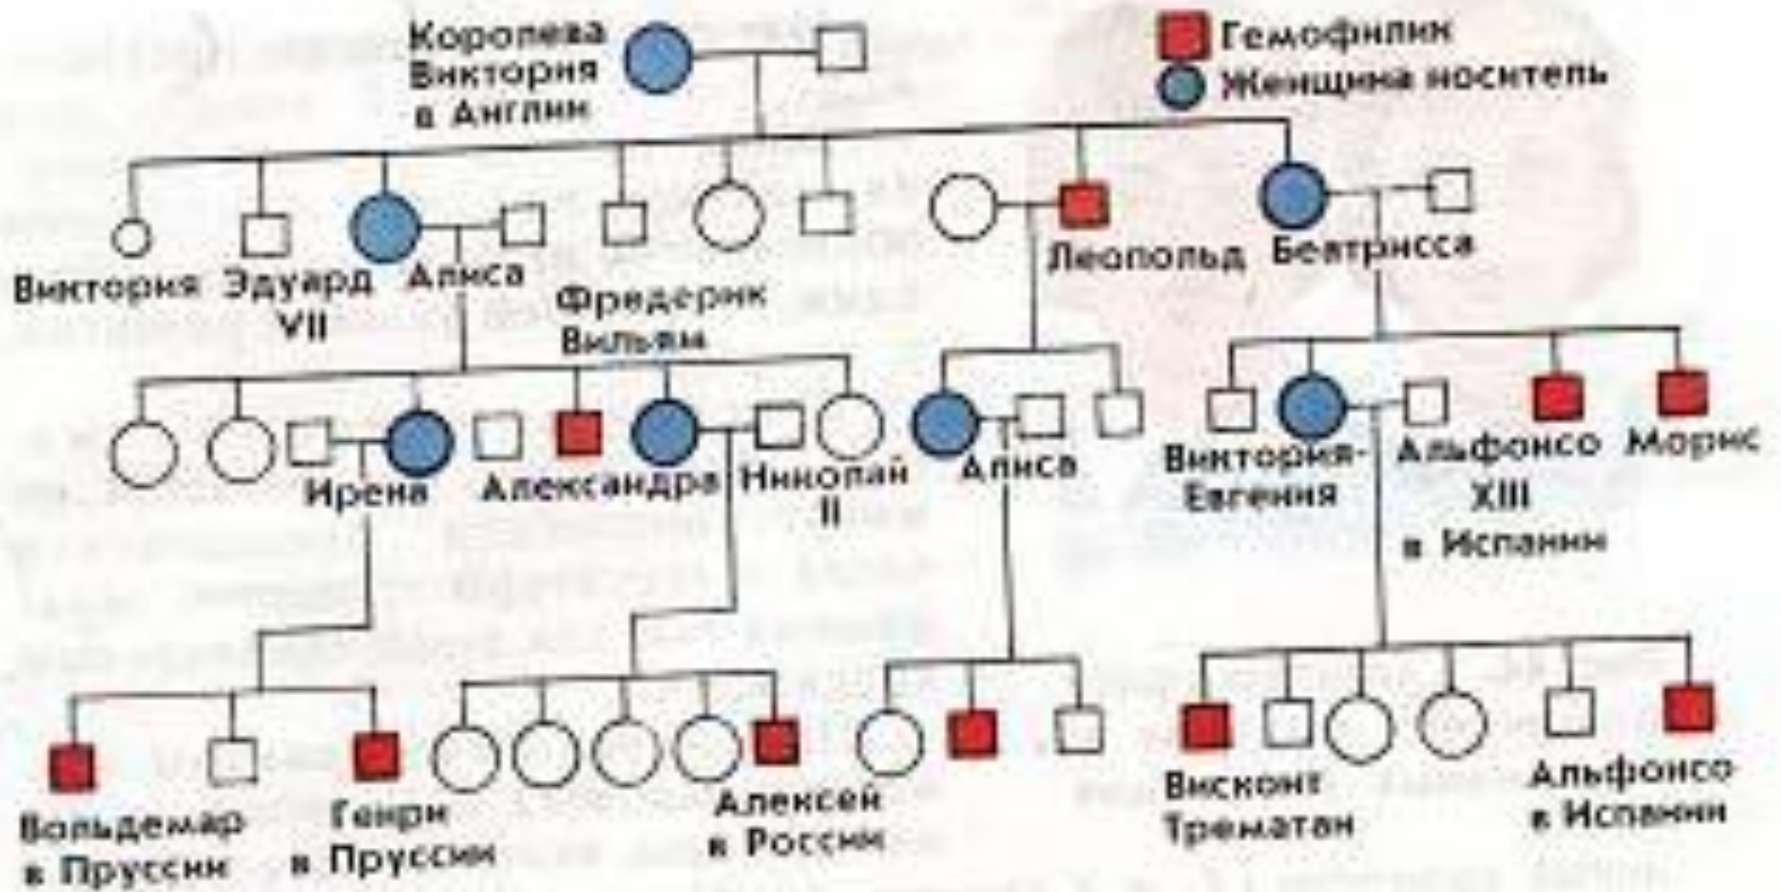 Королева
Виктория
в Англии
Гемофилик
Женщина носитель
Виктория
Эдуард
VII
Алиса
Фредерик
Вильям
Леопольд
Беатрисса
Ирена
Александра
Николай
II
Алиса
Виктория-
Евгения
Альфонсо
XIII
в Испании
Морис
Вольдемар
в Пруссии
Генри
в Пруссии
Алексей
в России
Висконт
Трематан
Альфонсо
в Испании